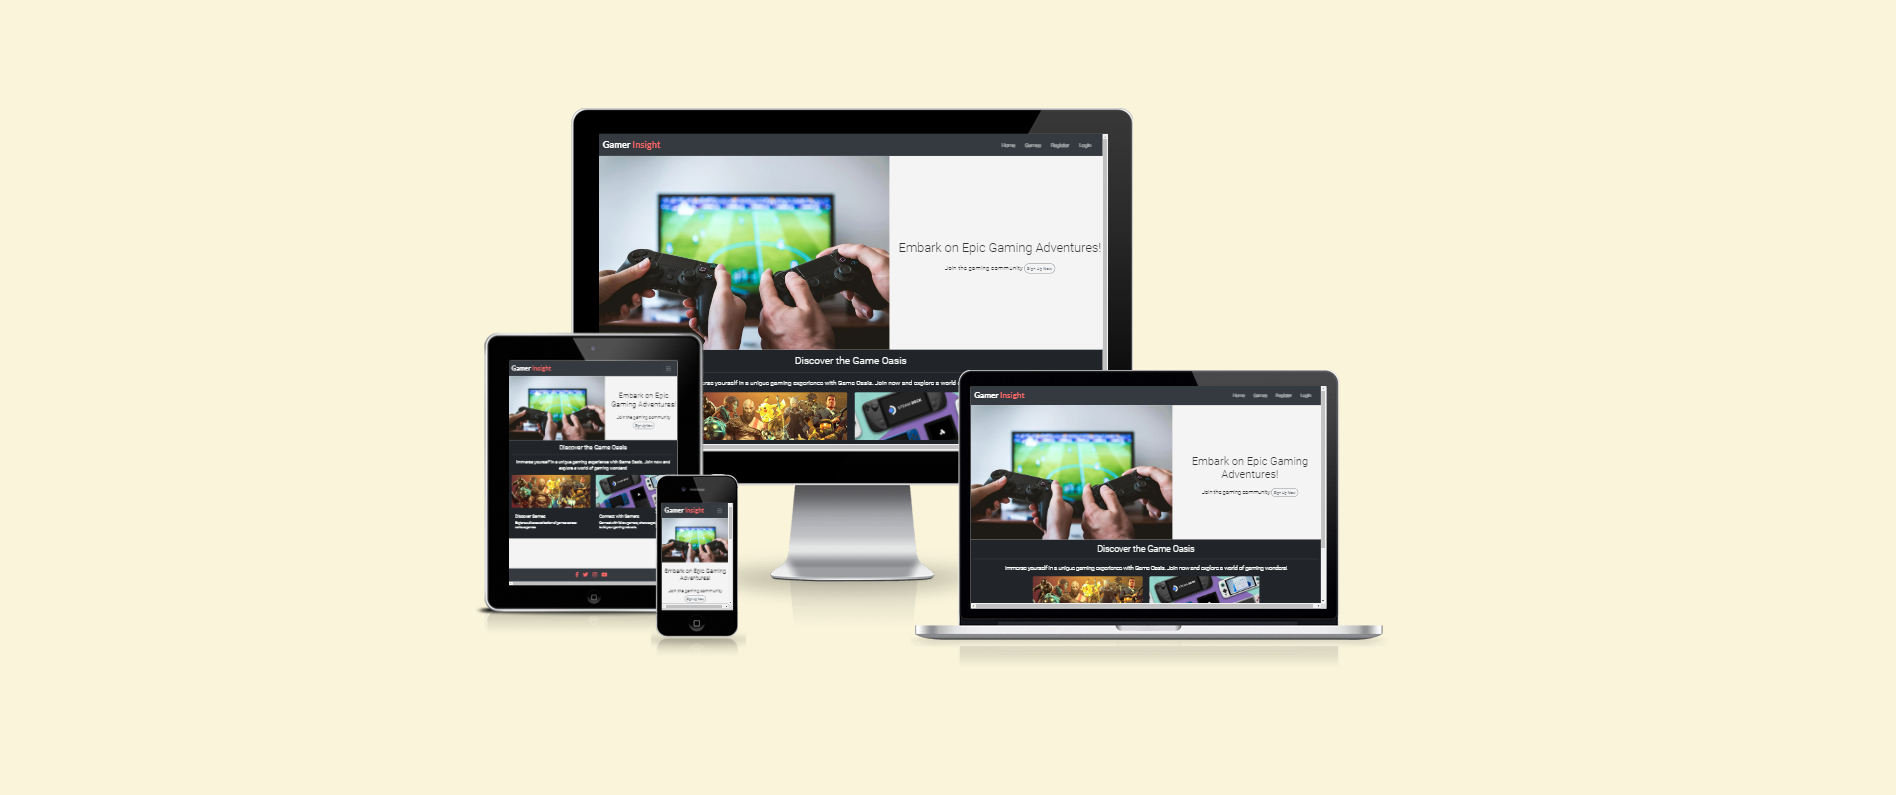 Gamer Insight
Home Games Register Login
Embark on Epic Gaming Adventures!
Join the gaming community Sign Up Now
Discover the Game Oasis
rse yourself in a unique gaming experience with Game Oasis. Join now and explore a world
STEAM DECK
Gamer Insight
Embark on Epic
Gaming Adventures!
Join the gaming community
Sign Up Now
Discover the Game Oasis
Immerse yourself in a unique gaming experience with Game Oasis. Join now and
explore a world of gaming wonders!
Discover Games
Connect with Gamers
Gamer Insight
Embark on Epic Gaming
Adventures!
Join the gaming community
Sign Up Now
Gamer Insight
Home Games Register Login
Embark on Epic Gaming
Adventures!
Join the gaming community Sign Up Now
Discover the Game Oasis
Immerse yourself in a unique gaming experience with Game Oasis. Join now and explore a world of gaming wonders!